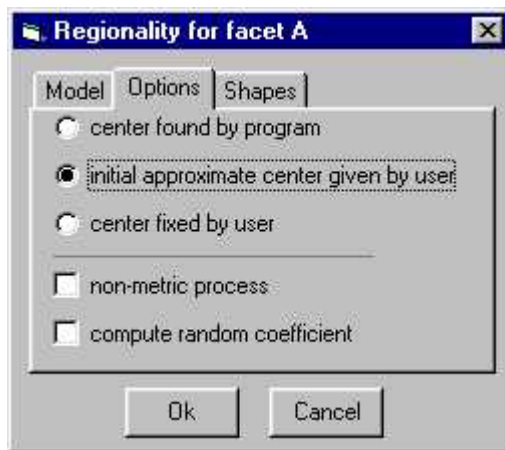 Regionality for facet A
Model Options Shapes
center found by program
initial approximate center given by user
center fixed by user
non-metric process
compute random coefficient
Ok Cancel